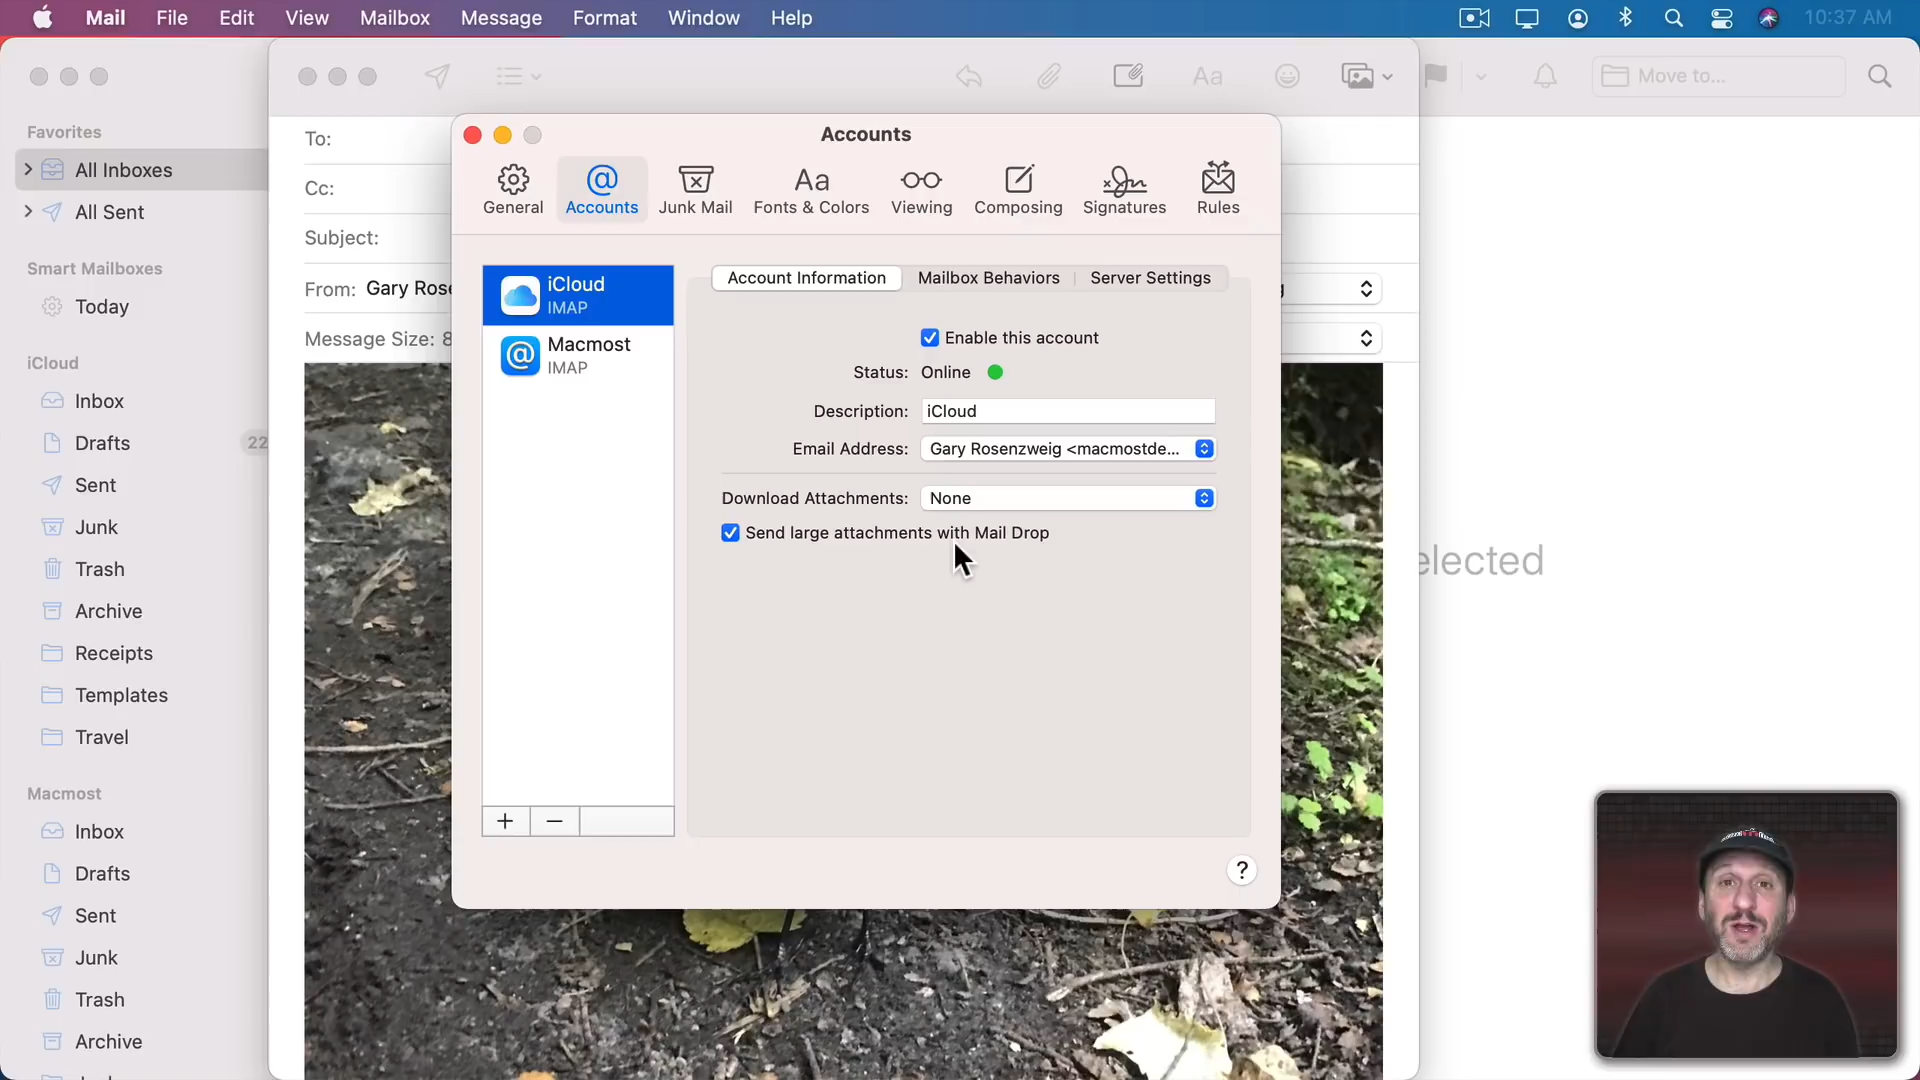 Mail File Edit View Mailbox Message Format Window Help 10:37 AM
Aa Move to...
Favorites
All Inboxes
All Sent
Smart Mailboxes
Today
iCloud
Inbox
Drafts 22
Sent
Junk
Trash
Archive
Receipts
Templates
Travel
Macmost
Inbox
Drafts
Sent
Junk
Trash
Archive
To:
Cc:
Subject:
From: Gary Rose
Message Size: 8
Accounts
General Accounts Junk Mail Fonts & Colors Viewing Composing Signatures Rules
iCloud
IMAP
Macmost
IMAP
Account Information Mailbox Behaviors Server Settings
Enable this account
Status: Online
Description: iCloud
Email Address: Gary Rosenzweig <macmostde...
Download Attachments: None
Send large attachments with Mail Drop
+ −
?
elected